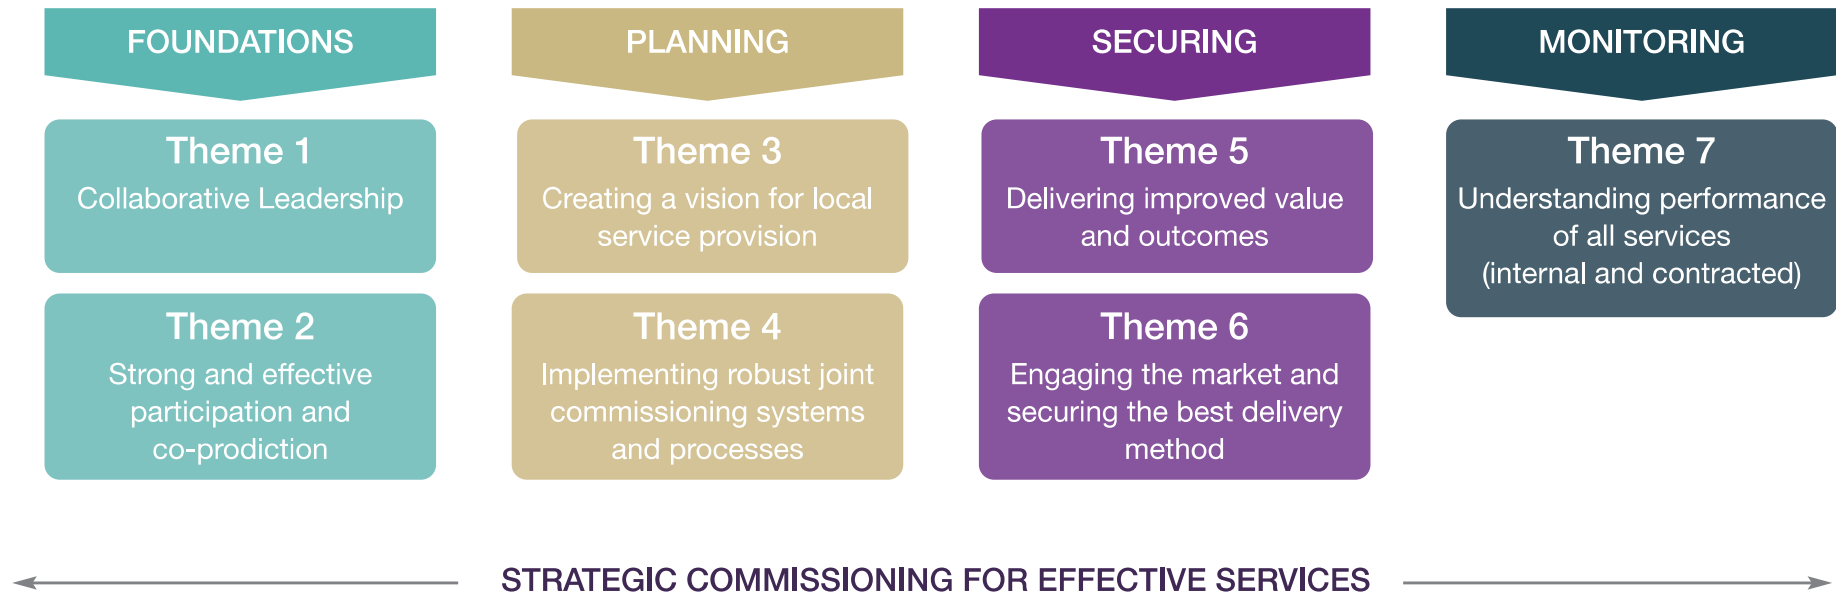 FOUNDATIONS
Theme 1
Collaborative Leadership
Theme 2
Strong and effective
participation and
co-prodiction
PLANNING
Theme 3
Creating a vision for local
service provision
Theme 4
Implementing robust joint
commissioning systems
and processes
SECURING
Theme 5
Delivering improved value
and outcomes
Theme 6
Engaging the market and
securing the best delivery
method
MONITORING
Theme 7
Understanding performance
of all services
(internal and contracted)
STRATEGIC COMMISSIONING FOR EFFECTIVE SERVICES